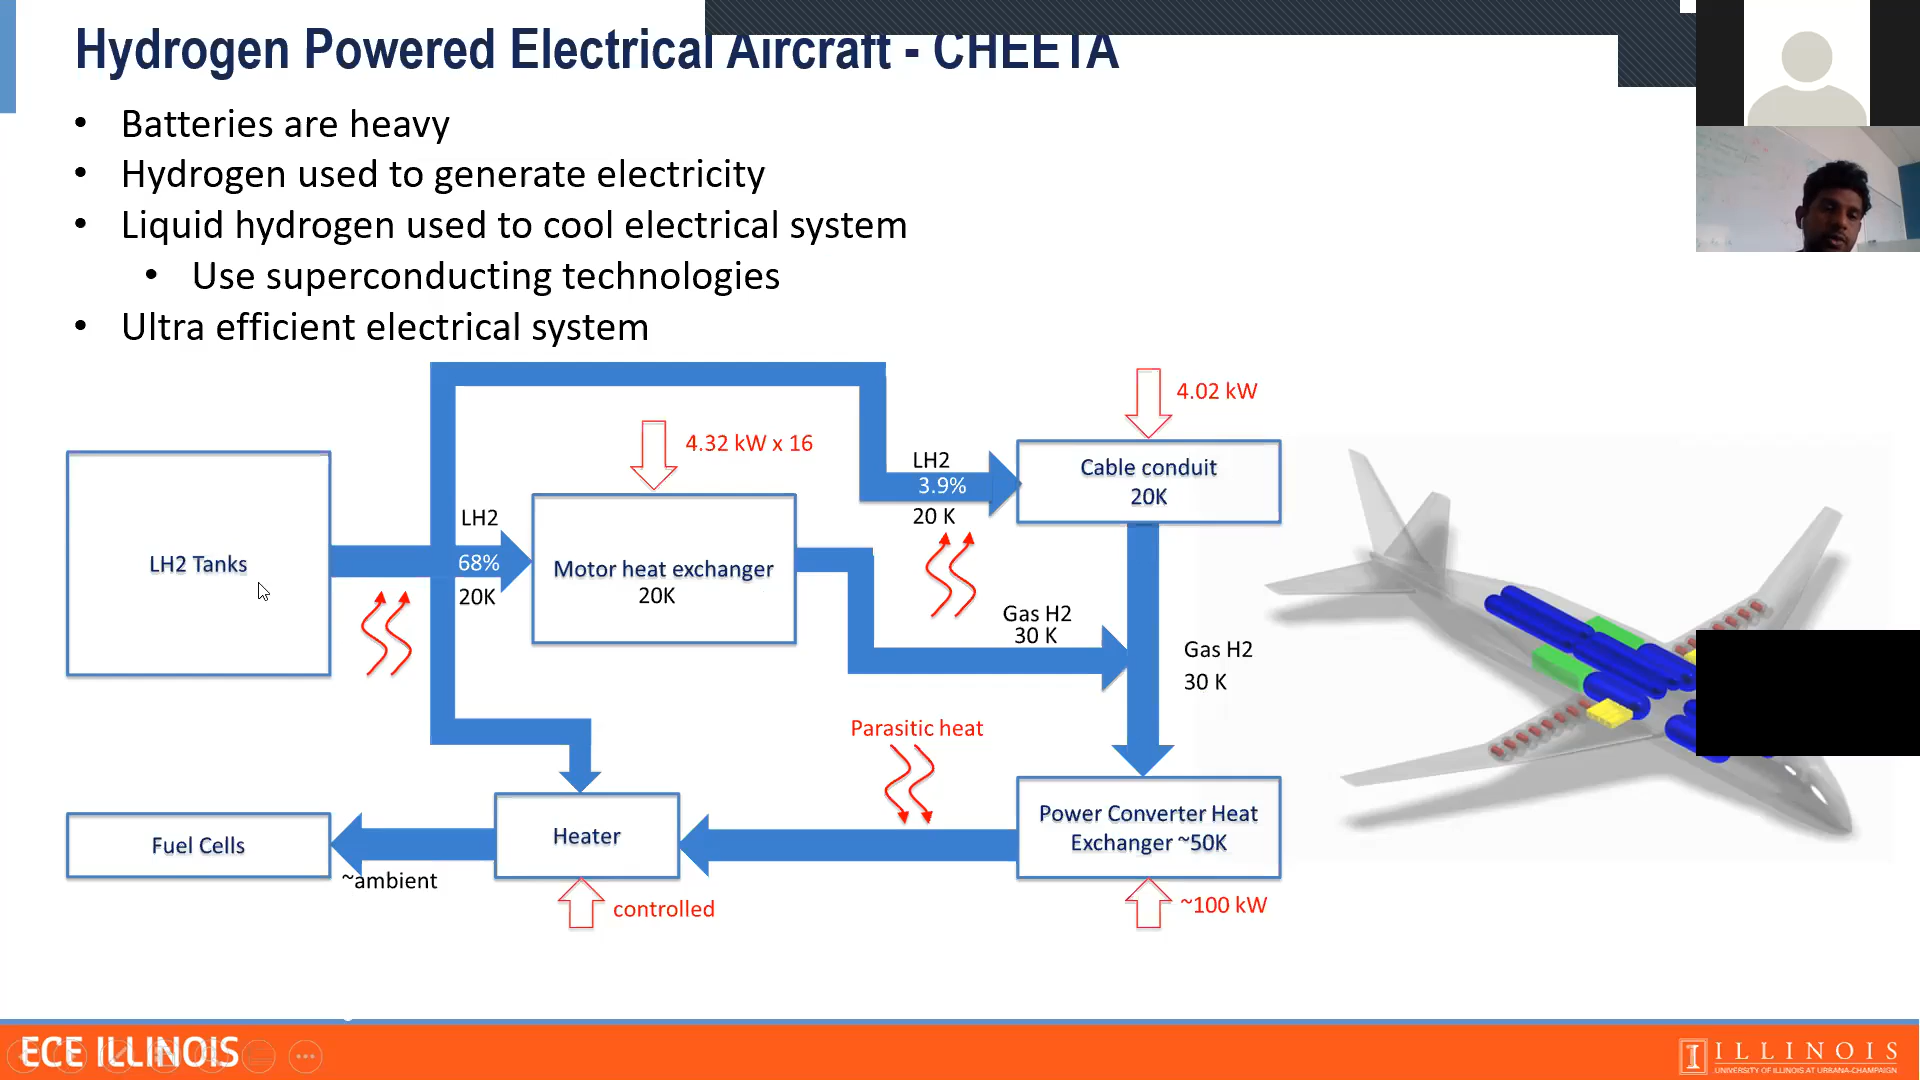 Hydrogen Powered Electrical Aircraft - CHEETA
• Batteries are heavy
• Hydrogen used to generate electricity
• Liquid hydrogen used to cool electrical system
• Use superconducting technologies
• Ultra efficient electrical system
4.02 kW
4.32 kW x 16
LH2
3.9%
20 K
Cable conduit
20K
LH2
68%
20K
LH2 Tanks
Motor heat exchanger
20K
Gas H2
30 K
Gas H2
30 K
Parasitic heat
Power Converter Heat
Exchanger ~50K
Heater
Fuel Cells
~ambient
controlled
~100 kW
ECE ILLINOIS
I ILLINOIS
UNIVERSITY OF ILLINOIS AT URBANA-CHAMPAIGN